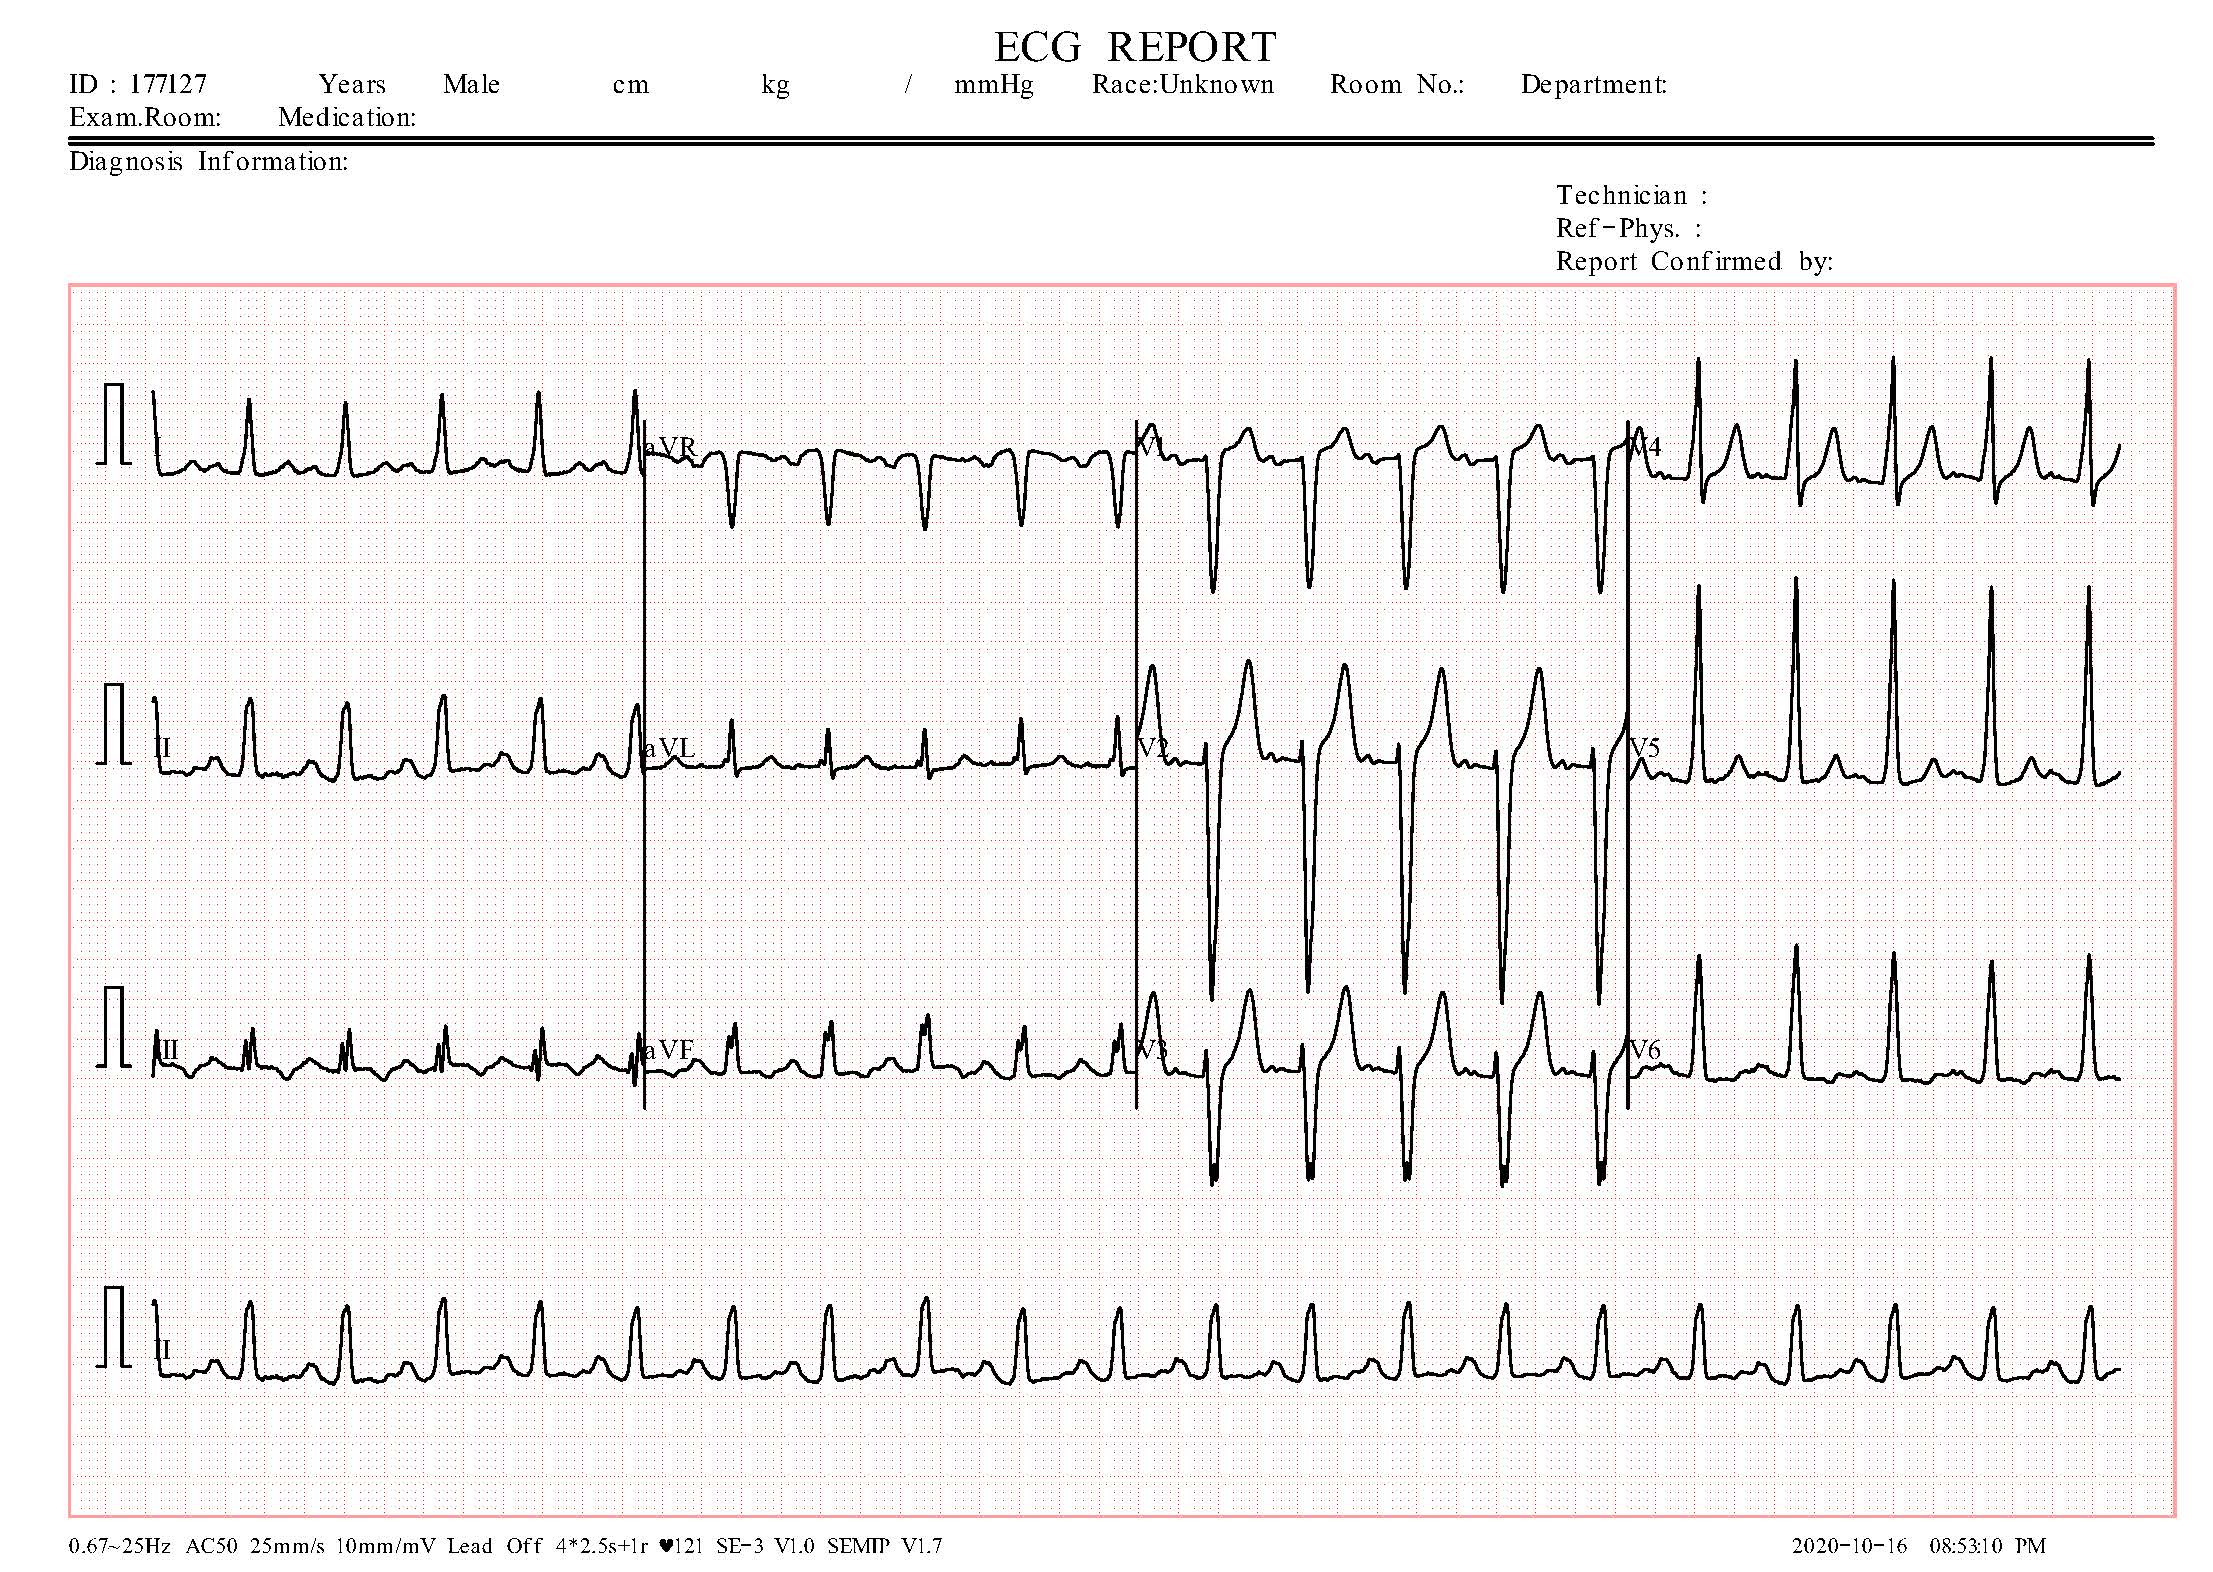 ECG REPORT
ID : 177127 Years Male cm kg / mmHg Race:Unknown Room No.: Department:
Exam.Room: Medication:
Diagnosis Information:
Technician :
Ref-Phys. :
Report Confirmed by:
I aVR V1 V4
II aVL V2 V5
III aVF V3 V6
II
0.67~25Hz AC50 25mm/s 10mm/mV Lead Off 4*2.5s+1r ♥121 SE-3 V1.0 SEMIP V1.7 2020-10-16 08:53:10 PM